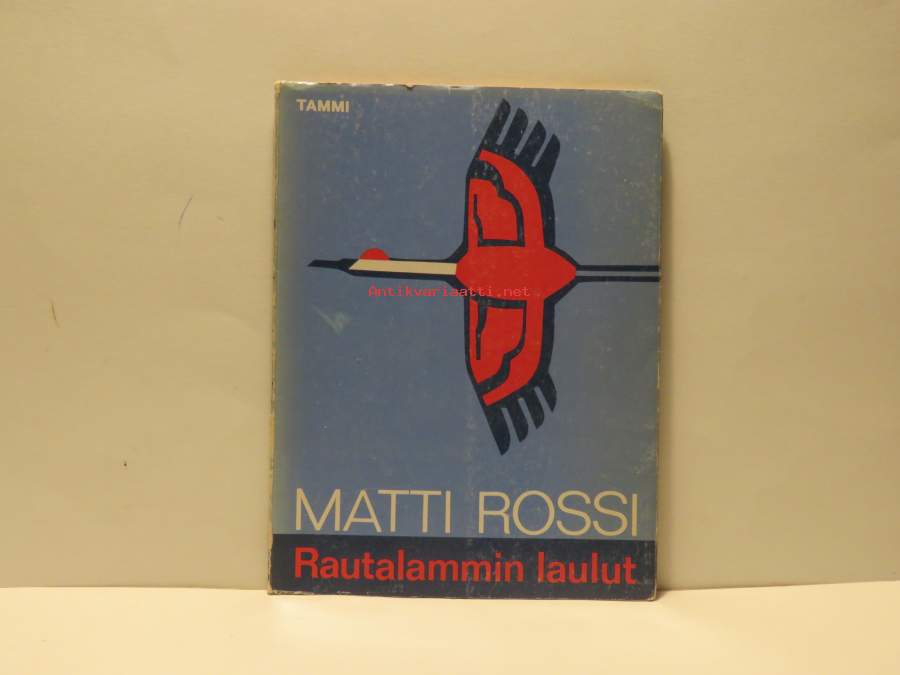 TAMMI
Antikvariaatti.net
MATTI ROSSI
Rautalammin laulut